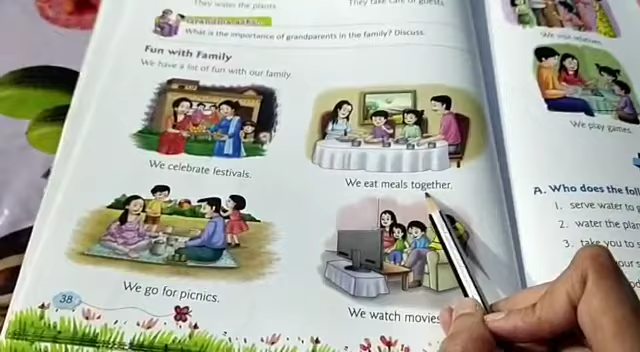 They water the plants.
They take care of guests.
What is the importance of grandparents in the family? Discuss.
Fun with Family
We have a lot of fun with our family.
We celebrate festivals.
We eat meals together.
We go for picnics.
We watch movies
38
We visit relatives.
We play games.
A. Who does the foll
1. serve water to g
2. water the plan
3. take you to s